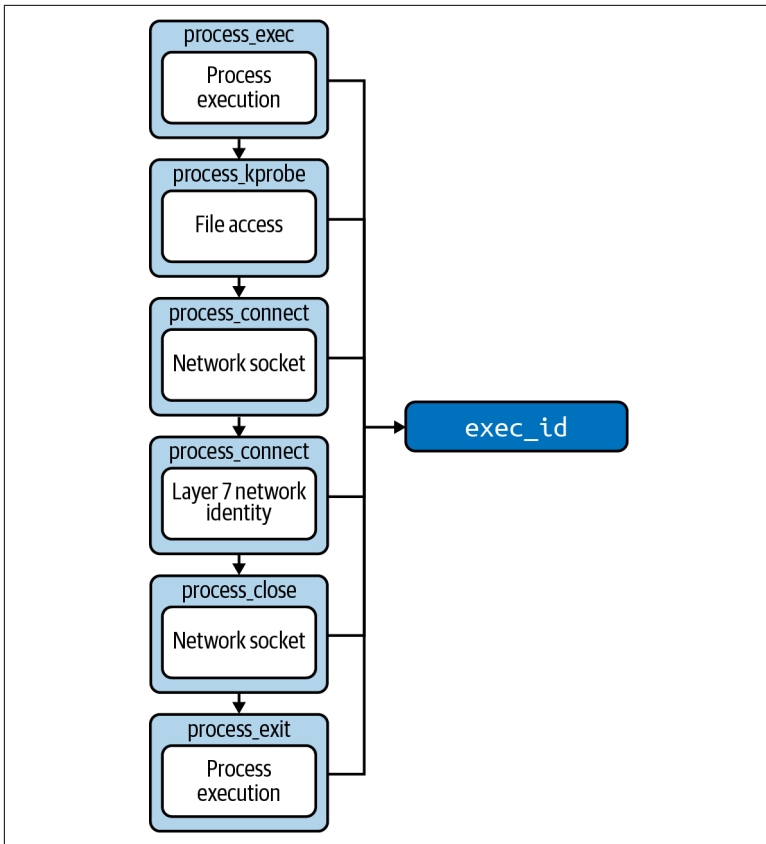 process_exec
Process
execution
process_kprobe
File access
process_connect
Network socket
process_connect
Layer 7 network
identity
process_close
Network socket
process_exit
Process
execution
exec_id